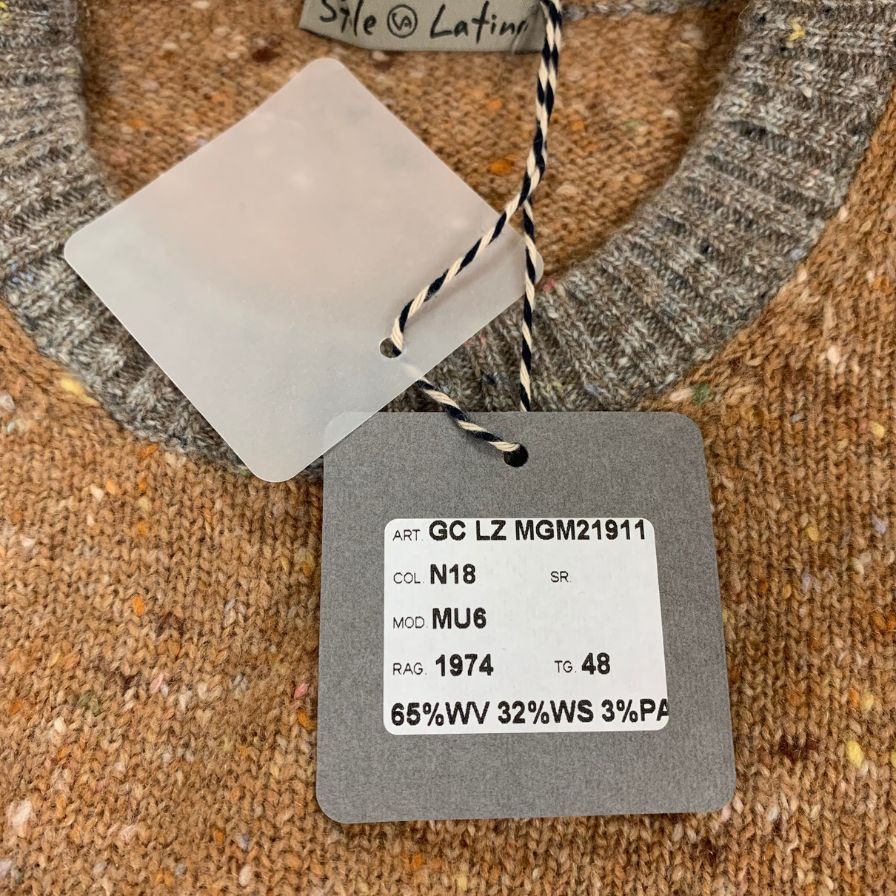 Stile Latino
ART. GC LZ MGM21911
COL. N18 SR.
MOD. MU6
RAG. 1974 TG. 48
65%WV 32%WS 3%PA